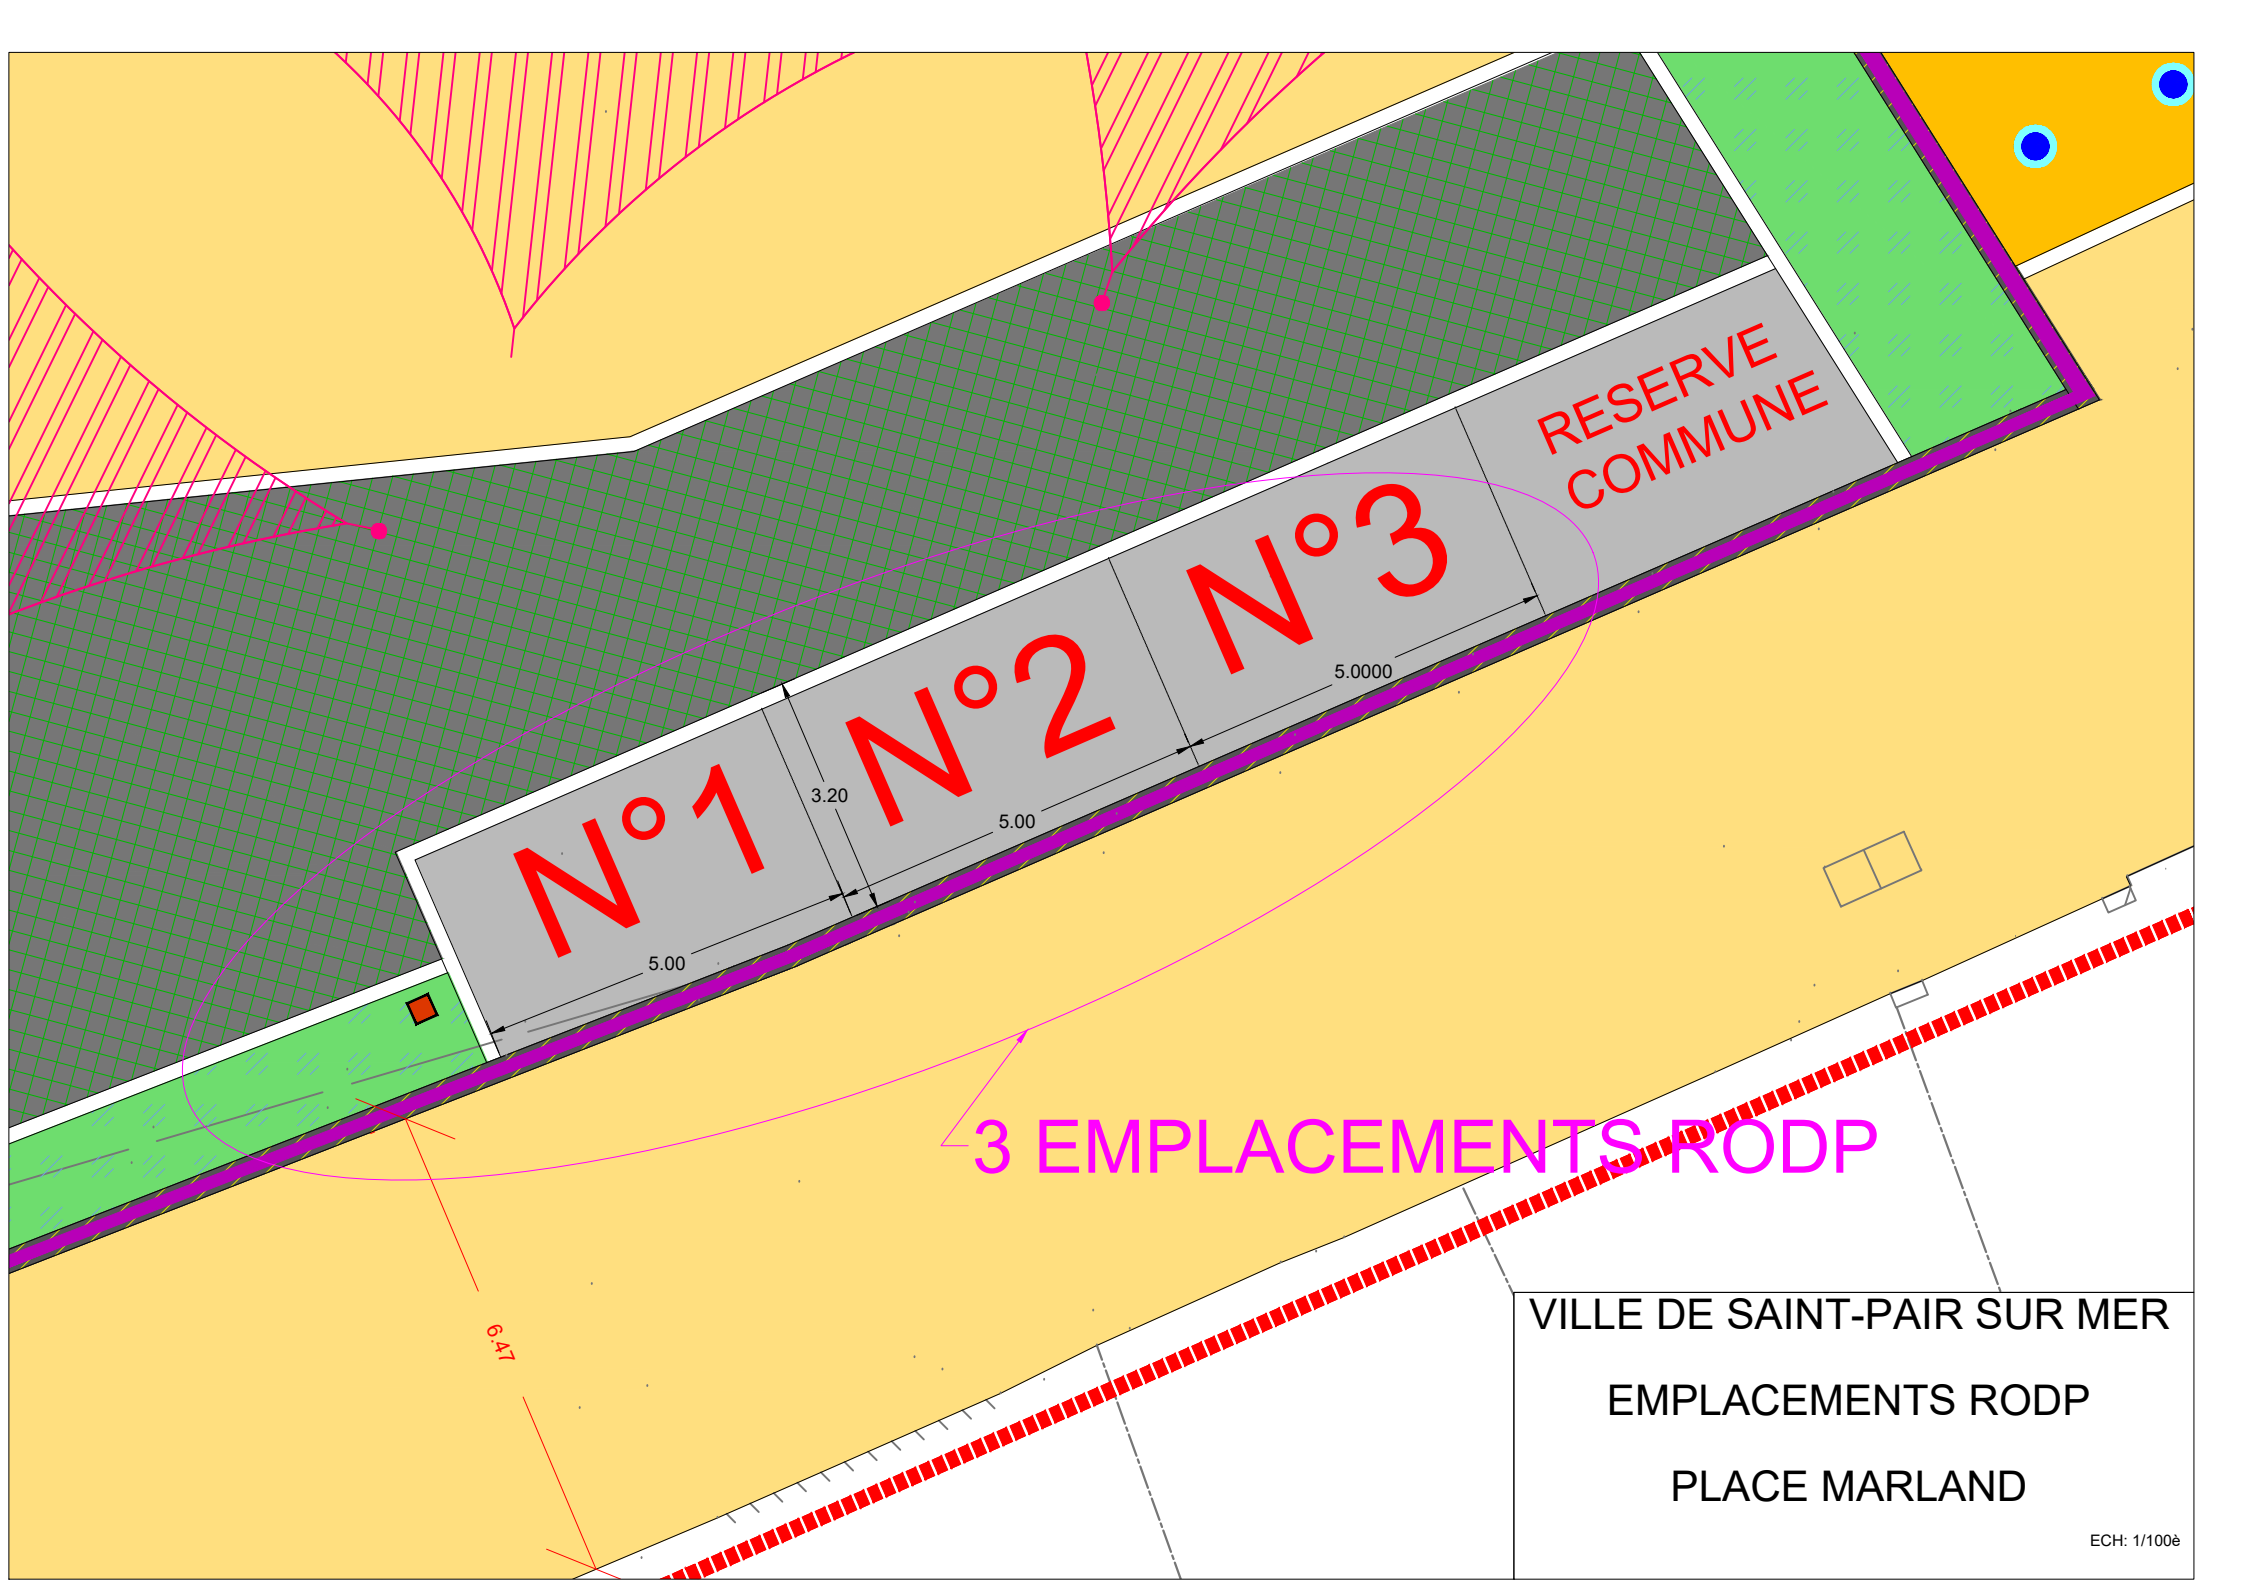 RESERVE
COMMUNE
N°3
5.0000
N°2
3.20
5.00
N°1
5.00
3 EMPLACEMENTS RODP
6.47
VILLE DE SAINT-PAIR SUR MER
EMPLACEMENTS RODP
PLACE MARLAND
ECH: 1/100è